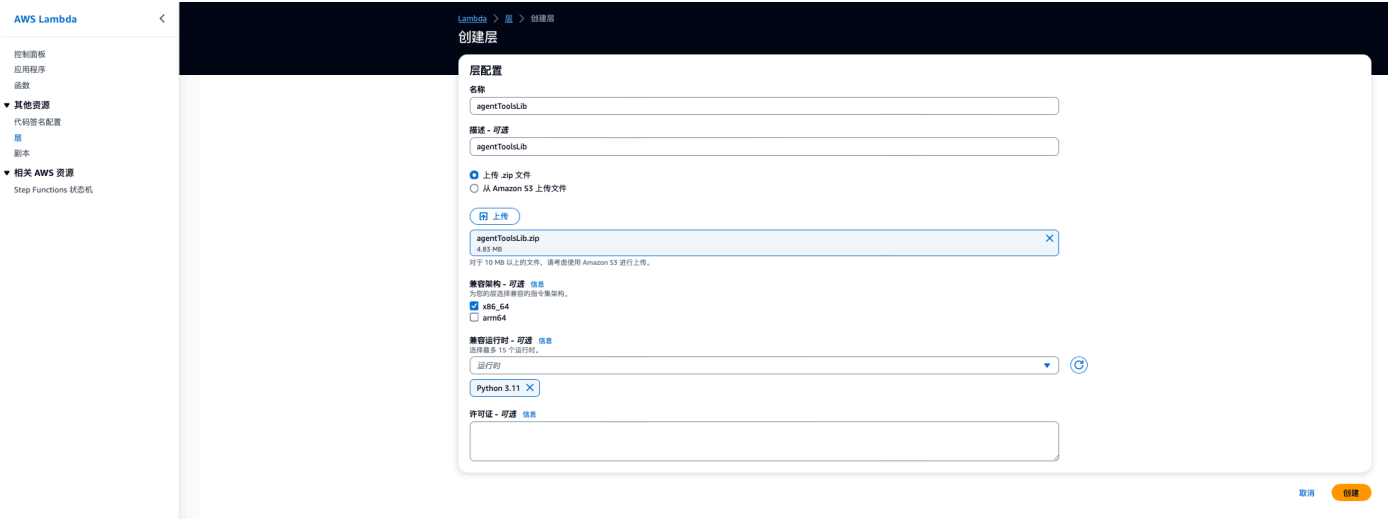 AWS Lambda
控制面板
应用程序
函数
其他资源
代码签名配置
层
副本
相关 AWS 资源
Step Functions 状态机
Lambda > 层 > 创建层
创建层
层配置
名称
agentToolsLib
描述 - 可选
agentToolsLib
上传 .zip 文件
从 Amazon S3 上传文件
上传
agentToolsLib.zip
4.83 MB
对于 10 MB 以上的文件，请考虑使用 Amazon S3 进行上传。
兼容架构 - 可选 信息
为您的层选择兼容的指令集架构。
x86_64
arm64
兼容运行时 - 可选 信息
选择最多 15 个运行时。
运行时
Python 3.11
许可证 - 可选 信息
取消 创建